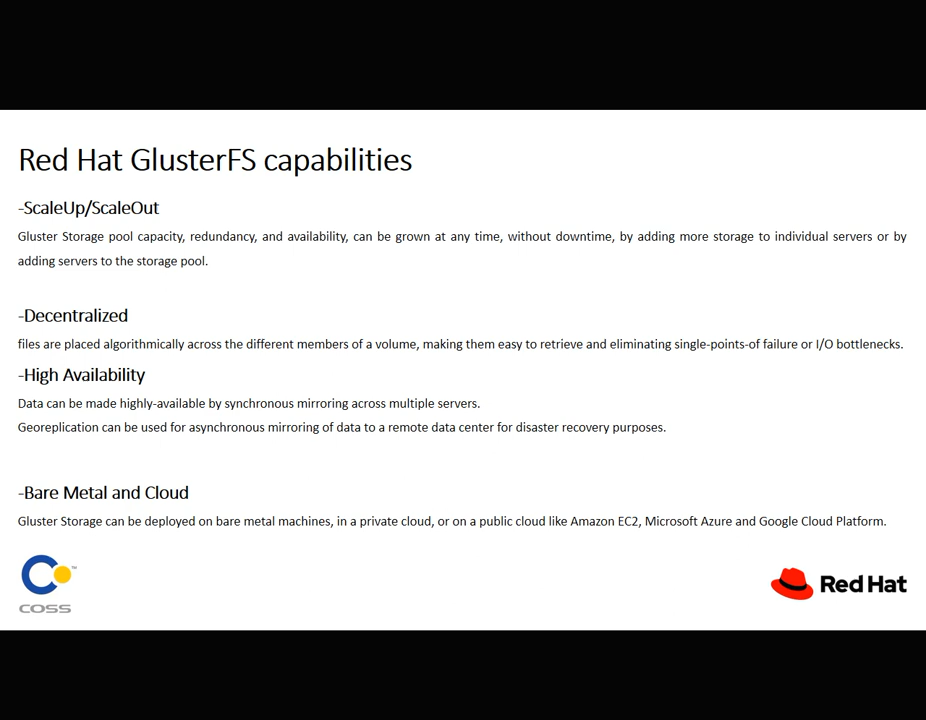 Red Hat GlusterFS capabilities
-ScaleUp/ScaleOut
Gluster Storage pool capacity, redundancy, and availability, can be grown at any time, without downtime, by adding more storage to individual servers or by
adding servers to the storage pool.
-Decentralized
files are placed algorithmically across the different members of a volume, making them easy to retrieve and eliminating single-points-of failure or I/O bottlenecks.
-High Availability
Data can be made highly-available by synchronous mirroring across multiple servers.
Georeplication can be used for asynchronous mirroring of data to a remote data center for disaster recovery purposes.
-Bare Metal and Cloud
Gluster Storage can be deployed on bare metal machines, in a private cloud, or on a public cloud like Amazon EC2, Microsoft Azure and Google Cloud Platform.
TM
COSS
Red Hat